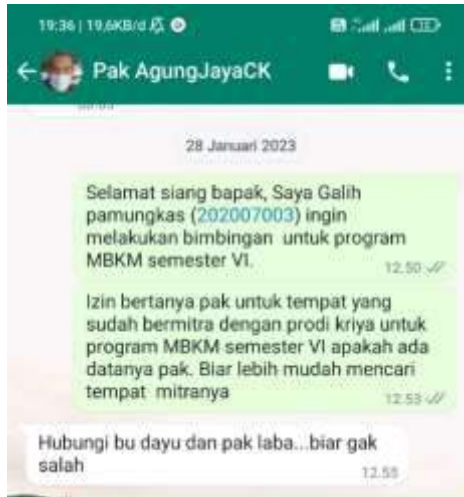 19:36 | 19,6KB/d
Pak AgungJayaCK
28 Januari 2023
Selamat siang bapak, Saya Galih
pamungkas (202007003) ingin
melakukan bimbingan untuk program
MBKM semester VI.
12.50
Izin bertanya pak untuk tempat yang
sudah bermitra dengan prodi kriya untuk
program MBKM semester VI apakah ada
datanya pak. Biar lebih mudah mencari
tempat mitranya
12.53
Hubungi bu dayu dan pak laba...biar gak
salah
12.55